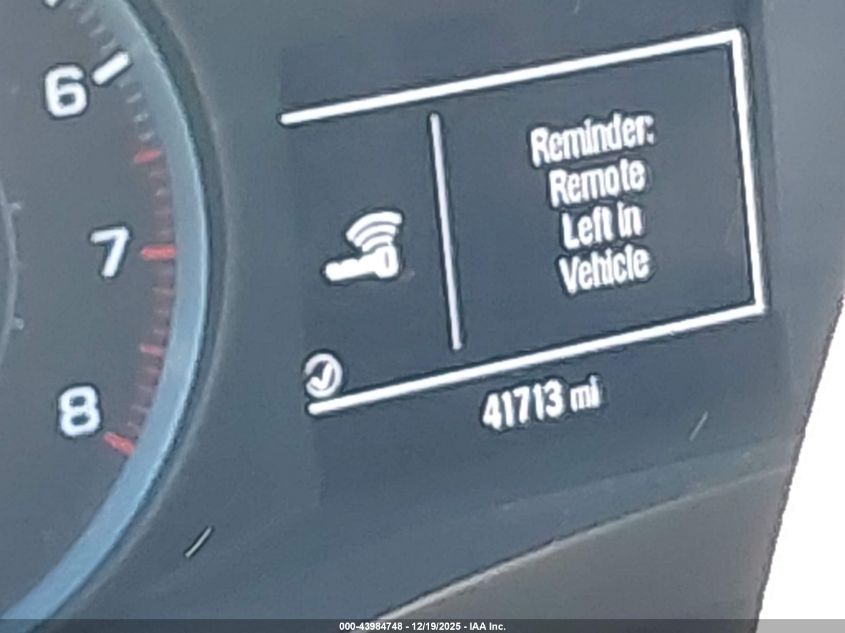 6
7
8
Reminder:
Remote
Left in
Vehicle
41713 mi
000-43984748 - 12/19/2025 - IAA Inc.